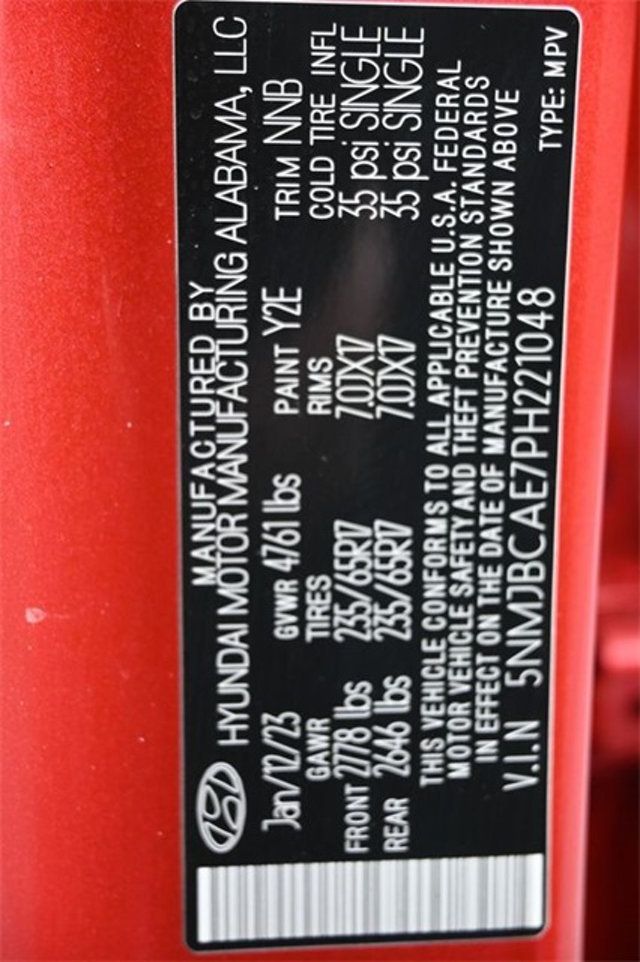 MANUFACTURED BY
HYUNDAI MOTOR MANUFACTURING ALABAMA, LLC
Jan/12/23 GVWR 4761 lbs PAINT Y2E TRIM NNB
GAWR TIRES RIMS COLD TIRE INFL
FRONT 2778 lbs 235/65R17 7.0JX17 35 psi SINGLE
REAR 2646 lbs 235/65R17 7.0JX17 35 psi SINGLE
THIS VEHICLE CONFORMS TO ALL APPLICABLE U.S.A. FEDERAL
MOTOR VEHICLE SAFETY AND THEFT PREVENTION STANDARDS
IN EFFECT ON THE DATE OF MANUFACTURE SHOWN ABOVE
V.I.N 5NMJBCAE7PH221048 TYPE: MPV